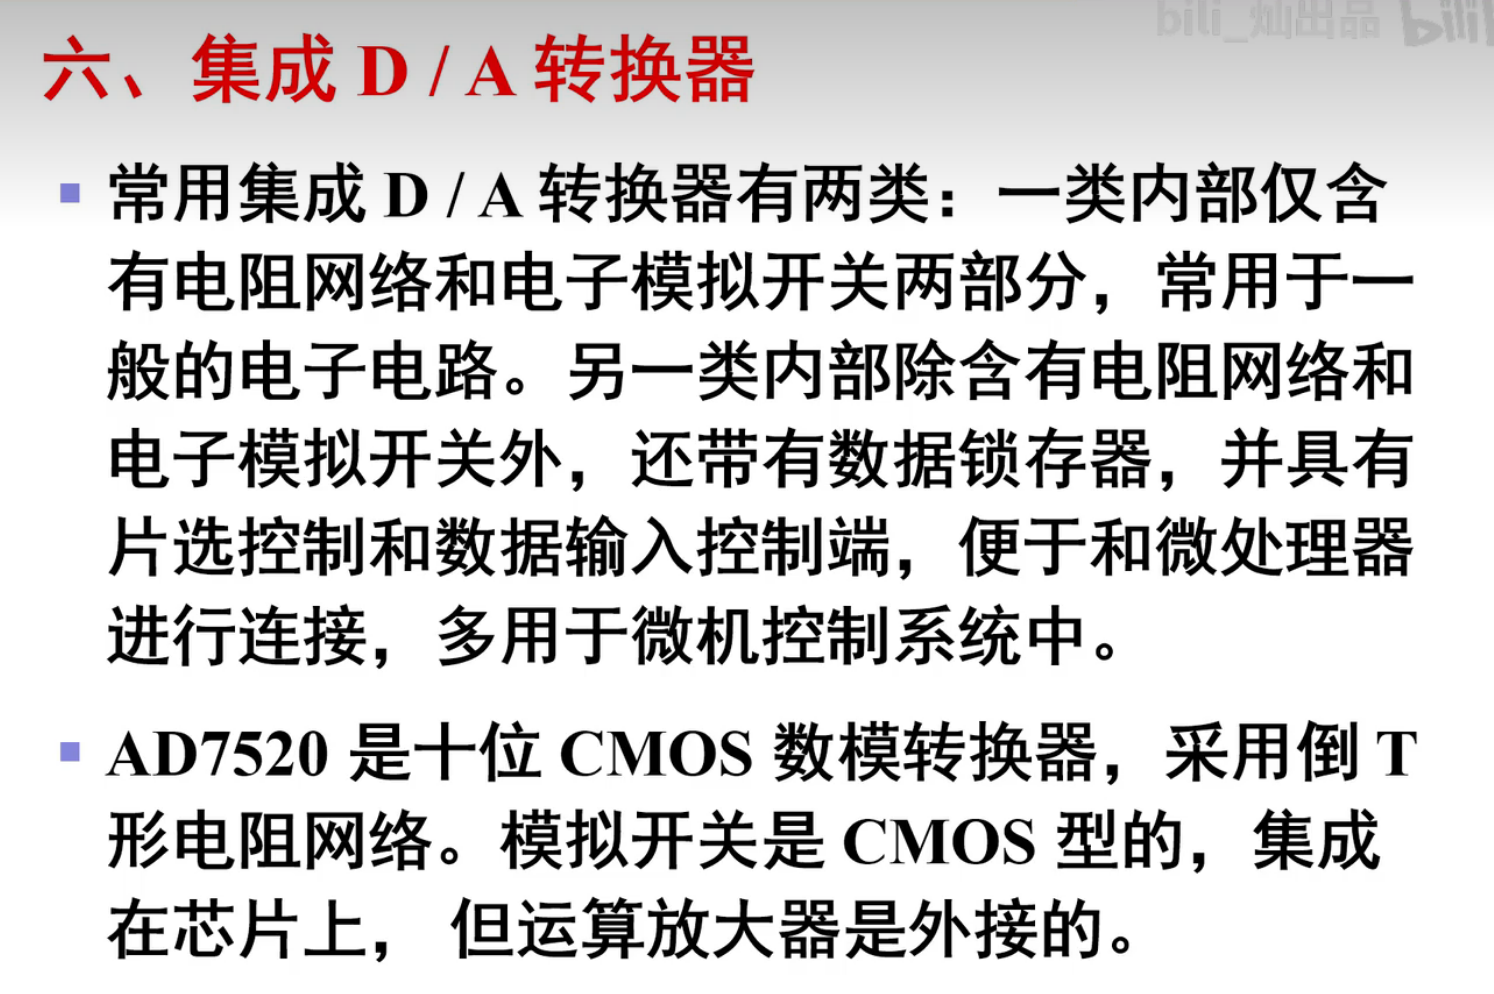 bili_灿出品 bili
六、集成 D / A 转换器
常用集成 D / A 转换器有两类：一类内部仅含
有电阻网络和电子模拟开关两部分，常用于一
般的电子电路。另一类内部除含有电阻网络和
电子模拟开关外，还带有数据锁存器，并具有
片选控制和数据输入控制端，便于和微处理器
进行连接，多用于微机控制系统中。
AD7520 是十位 CMOS 数模转换器，采用倒 T
形电阻网络。模拟开关是 CMOS 型的，集成
在芯片上， 但运算放大器是外接的。